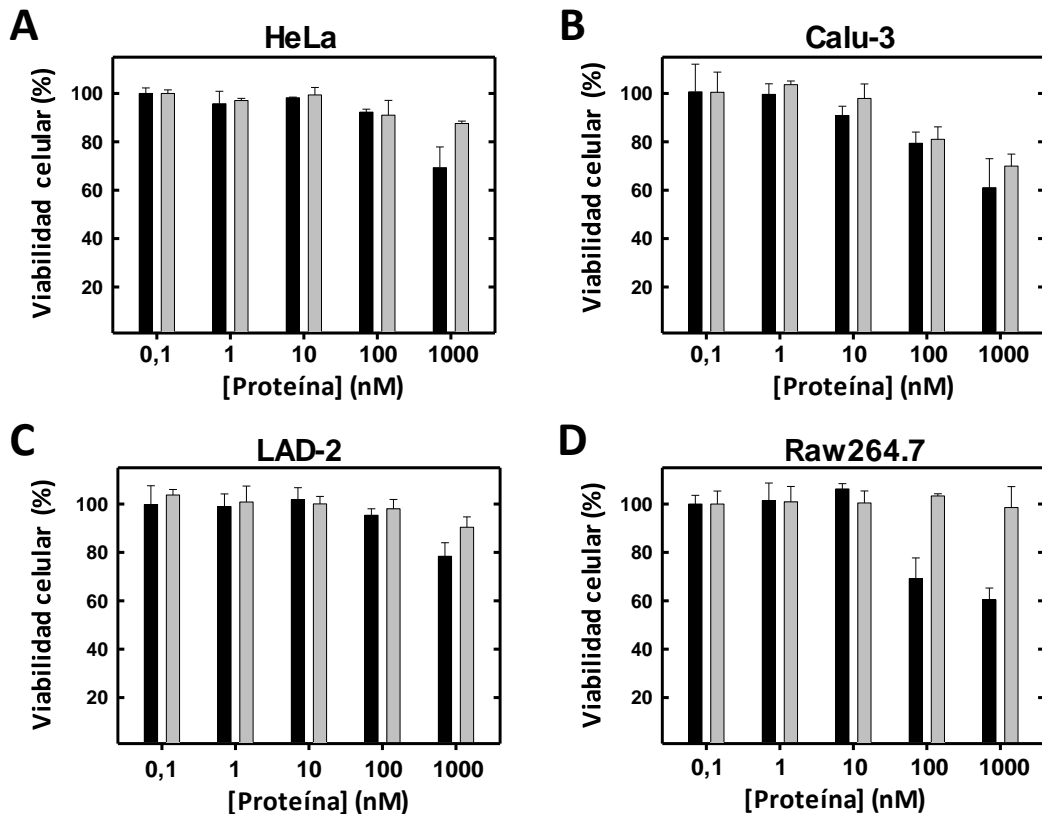 A
HeLa
Viabilidad celular (%)
100
80
60
40
20
0,1 1 10 100 1000
[Proteína] (nM)
B
Calu-3
Viabilidad celular (%)
100
80
60
40
20
0,1 1 10 100 1000
[Proteína] (nM)
C
LAD-2
Viabilidad celular (%)
100
80
60
40
20
0,1 1 10 100 1000
[Proteína] (nM)
D
Raw264.7
Viabilidad celular (%)
100
80
60
40
20
0,1 1 10 100 1000
[Proteína] (nM)